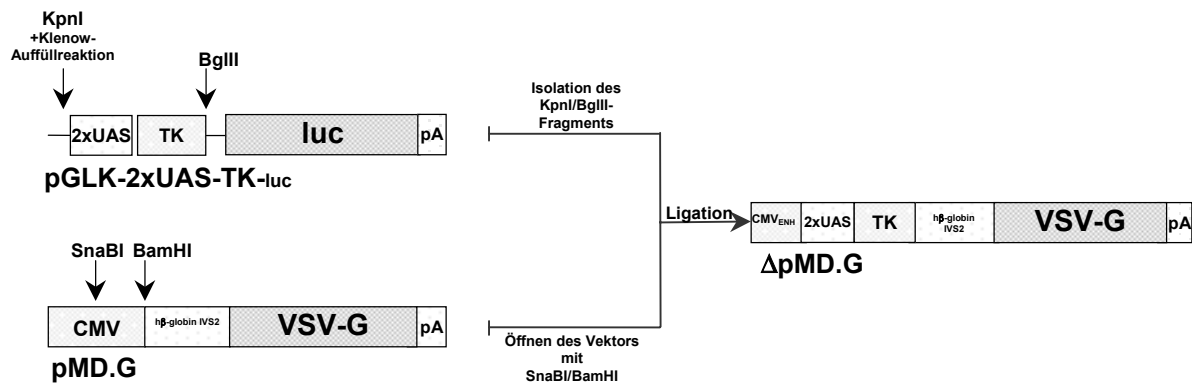 KpnI
+Klenow-
Auffüllreaktion
BglII
2xUAS
TK
luc
pA
pGLK-2xUAS-TK-luc
Isolation des
KpnI/BglII-
Fragments
Ligation
CMVENH
2xUAS
TK
hβ-globin
IVS2
VSV-G
pA
ΔpMD.G
SnaBI
BamHI
CMV
hβ-globin IVS2
VSV-G
pA
pMD.G
Öffnen des Vektors
mit
SnaBI/BamHI